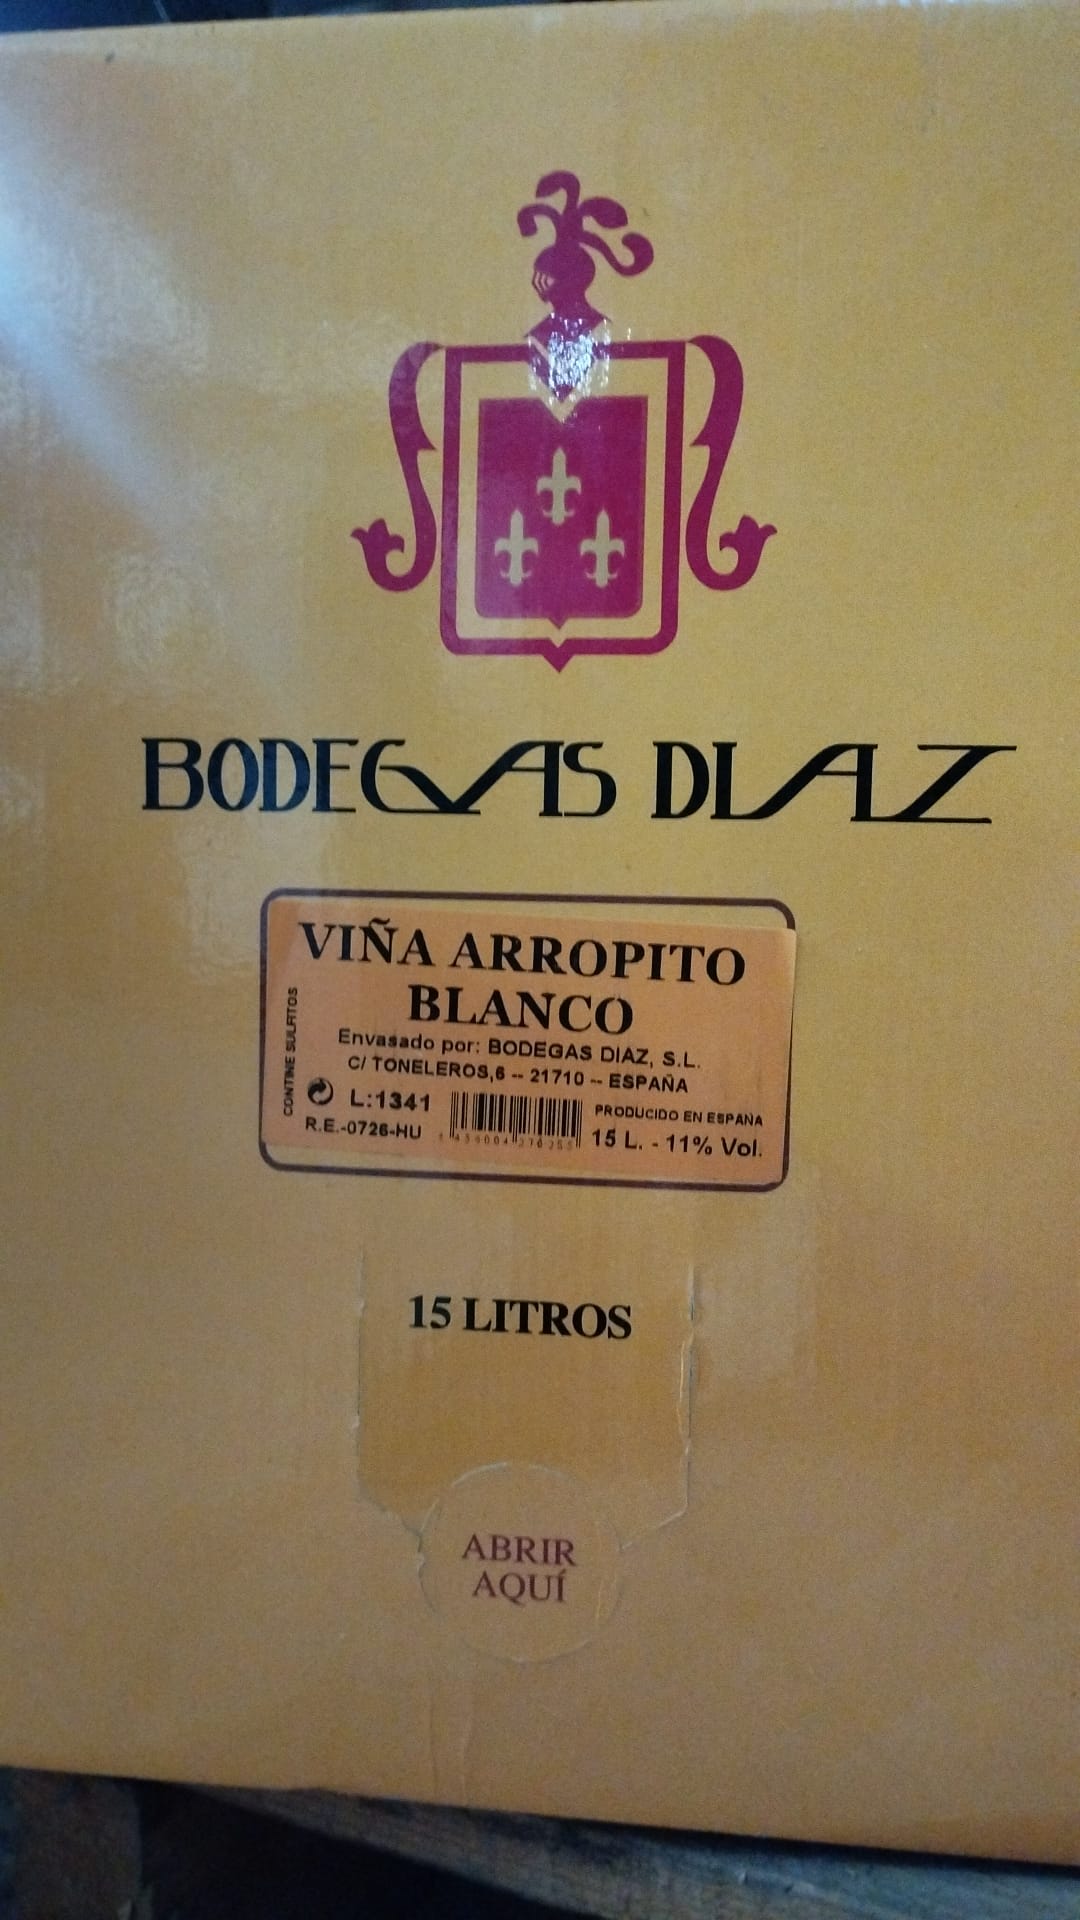 BODEGAS DIAZ
VIÑA ARROPITO
BLANCO
Envasado por: BODEGAS DIAZ, S.L.
C/ TONELEROS,6 -- 21710 -- ESPAÑA
CONTINE SULFITOS
L:1341
PRODUCIDO EN ESPAÑA
R.E.-0726-HU
15 L. - 11% Vol.
15 LITROS
ABRIR
AQUÍ